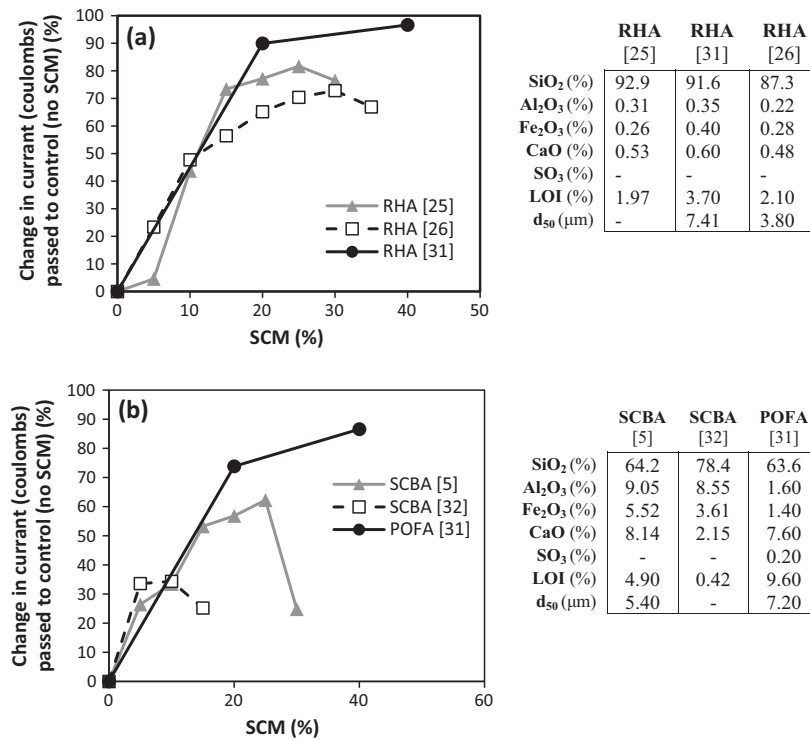 (a)
Change in currant (coulombs)
passed to control (no SCM) (%)
100
90
80
70
60
50
40
30
20
10
0
0 10 20 30 40 50
SCM (%)
RHA [25]
RHA [26]
RHA [31]
RHA RHA RHA
[25] [31] [26]
SiO₂ (%) 92.9 91.6 87.3
Al₂O₃ (%) 0.31 0.35 0.22
Fe₂O₃ (%) 0.26 0.40 0.28
CaO (%) 0.53 0.60 0.48
SO₃ (%) - - -
LOI (%) 1.97 3.70 2.10
d₅₀ (μm) - 7.41 3.80
(b)
Change in currant (coulombs)
passed to control (no SCM) (%)
100
90
80
70
60
50
40
30
20
10
0
0 20 40 60
SCM (%)
SCBA [5]
SCBA [32]
POFA [31]
SCBA SCBA POFA
[5] [32] [31]
SiO₂ (%) 64.2 78.4 63.6
Al₂O₃ (%) 9.05 8.55 1.60
Fe₂O₃ (%) 5.52 3.61 1.40
CaO (%) 8.14 2.15 7.60
SO₃ (%) - - 0.20
LOI (%) 4.90 0.42 9.60
d₅₀ (μm) 5.40 - 7.20